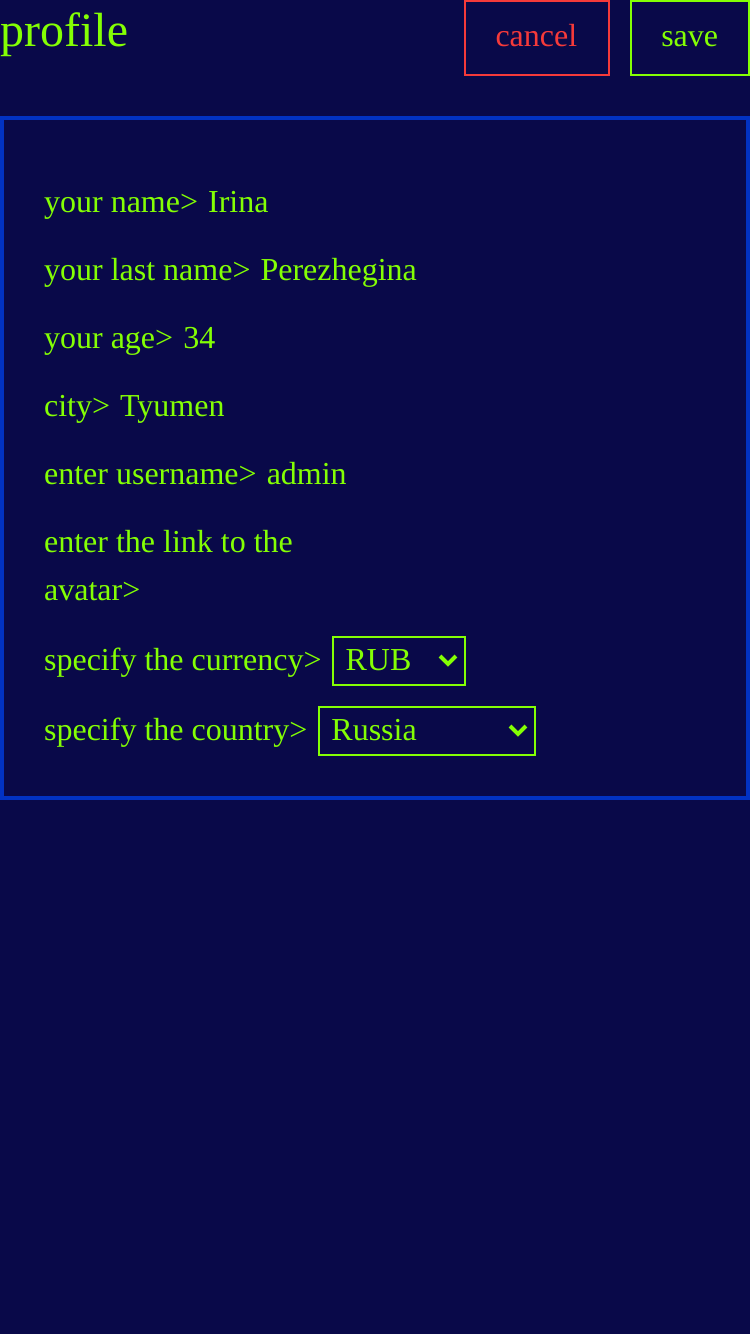 profile
cancel
save
your name> Irina
your last name> Perezhegina
your age> 34
city> Tyumen
enter username> admin
enter the link to the
avatar>
specify the currency> RUB
specify the country> Russia